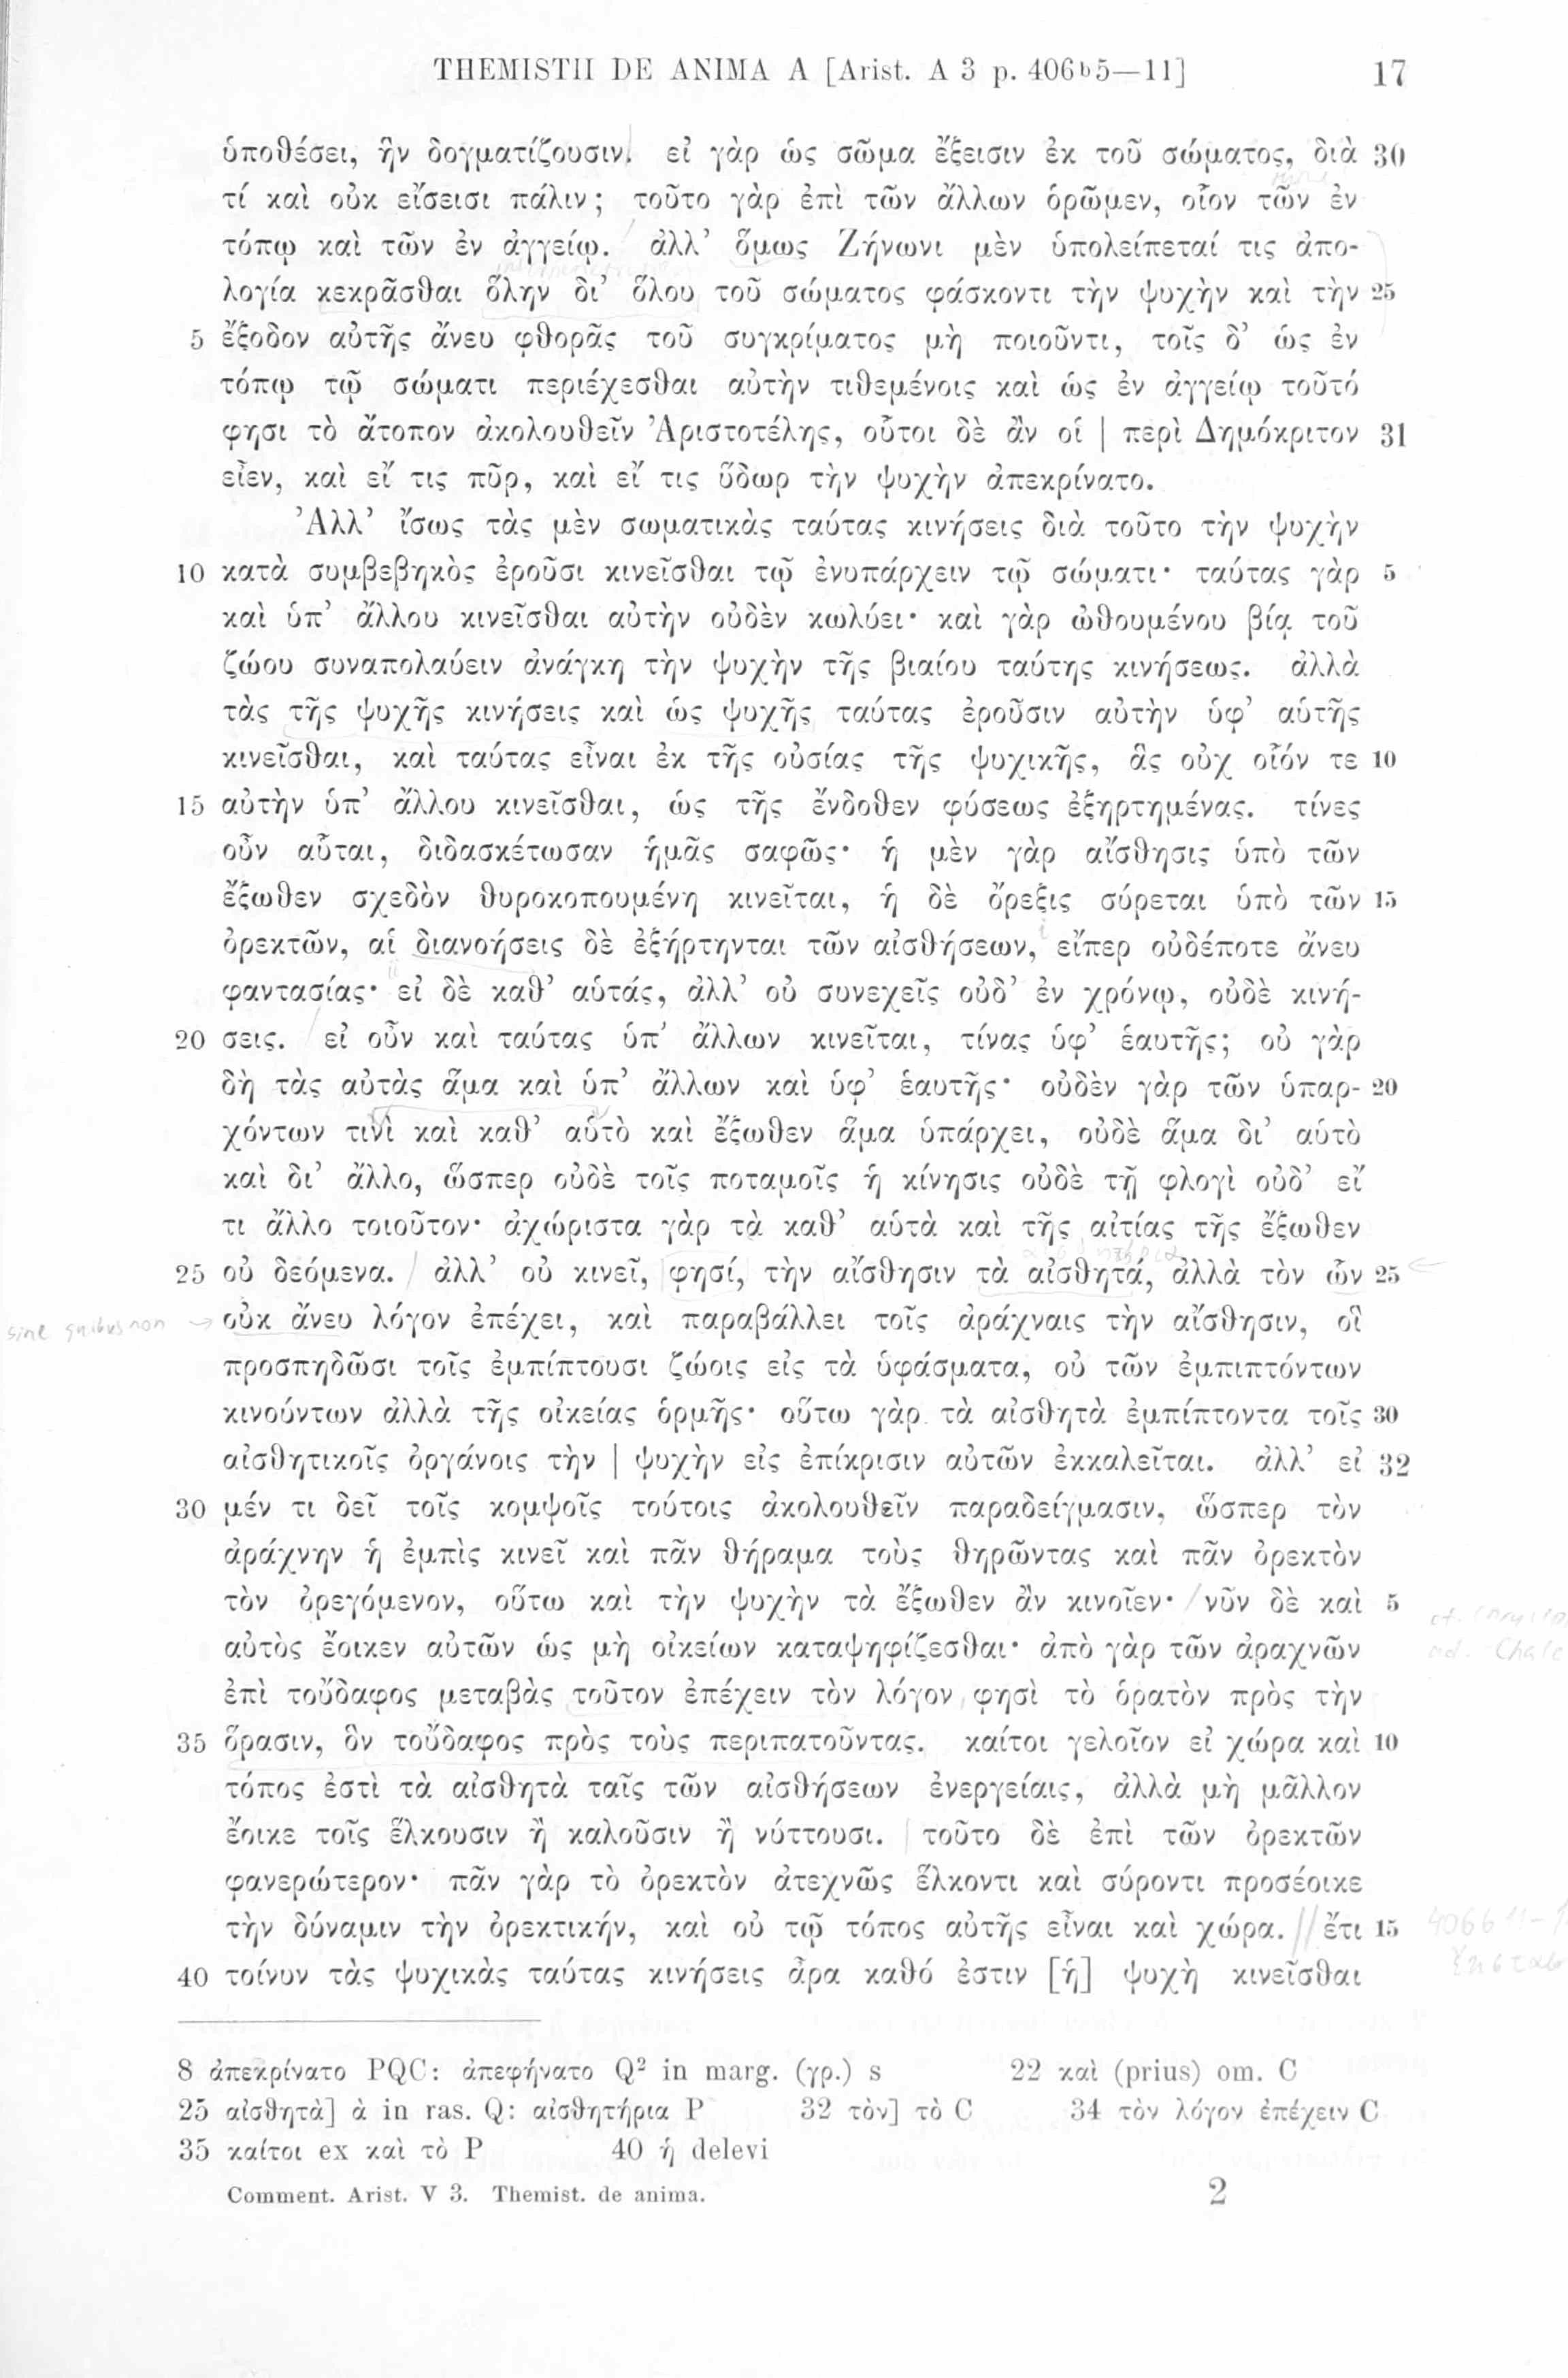 THEMISTII DE ANIMA A [Arist. A 3 p. 406b5—11] 17
ὑποθέσει, ἣν δογματίζουσιν. εἰ γὰρ ὡς σῶμα ἔξεισιν ἐκ τοῦ σώματος, διὰ 30
τί καὶ οὐκ εἴσεισι πάλιν; τοῦτο γὰρ ἐπὶ τῶν ἄλλων ὁρῶμεν, οἷον τῶν ἐν
τόπῳ καὶ τῶν ἐν ἀγγείῳ. ἀλλ’ ὅμως Ζήνωνι μὲν ὑπολείπεταί τις ἀπο-
λογία κεκρᾶσθαι ὅλην δι’ ὅλου τοῦ σώματος φάσκοντι τὴν ψυχὴν καὶ τὴν 25
5 ἔξοδον αὐτῆς ἄνευ φθορᾶς τοῦ συγκρίματος μὴ ποιοῦντι, τοῖς δ’ ὡς ἐν
τόπῳ τῷ σώματι περιέχεσθαι αὐτὴν τιθεμένοις καὶ ὡς ἐν ἀγγείῳ τοῦτό
φησι τὸ ἄτοπον ἀκολουθεῖν Ἀριστοτέλης, οὗτοι δὲ ἂν οἱ | περὶ Δημόκριτον 31
εἶεν, καὶ εἴ τις πῦρ, καὶ εἴ τις ὕδωρ τὴν ψυχὴν ἀπεκρίνατο.
Ἀλλ’ ἴσως τὰς μὲν σωματικὰς ταύτας κινήσεις διὰ τοῦτο τὴν ψυχὴν
10 κατὰ συμβεβηκὸς ἐροῦσι κινεῖσθαι τῷ ἐνυπάρχειν τῷ σώματι· ταύτας γὰρ 5
καὶ ὑπ’ ἄλλου κινεῖσθαι αὐτὴν οὐδὲν κωλύει· καὶ γὰρ ὠθουμένου βίᾳ τοῦ
ζώου συναπολαύειν ἀνάγκη τὴν ψυχὴν τῆς βιαίου ταύτης κινήσεως. ἀλλὰ
τὰς τῆς ψυχῆς κινήσεις καὶ ὡς ψυχῆς ταύτας ἐροῦσιν αὐτὴν ὑφ’ αὑτῆς
κινεῖσθαι, καὶ ταύτας εἶναι ἐκ τῆς οὐσίας τῆς ψυχικῆς, ἃς οὐχ οἷόν τε 10
15 αὐτὴν ὑπ’ ἄλλου κινεῖσθαι, ὡς τῆς ἔνδοθεν φύσεως ἐξηρτημένας. τίνες
οὖν αὗται, διδασκέτωσαν ἡμᾶς σαφῶς· ἡ μὲν γὰρ αἴσθησις ὑπὸ τῶν
ἔξωθεν σχεδὸν θυροκοπουμένη κινεῖται, ἡ δὲ ὄρεξις σύρεται ὑπὸ τῶν 15
ὀρεκτῶν, αἱ διανοήσεις δὲ ἐξήρτηνται τῶν αἰσθήσεων, εἴπερ οὐδέποτε ἄνευ
φαντασίας· εἰ δὲ καθ’ αὑτάς, ἀλλ’ οὐ συνεχεῖς οὐδ’ ἐν χρόνῳ, οὐδὲ κινή-
20 σεις. εἰ οὖν καὶ ταύτας ὑπ’ ἄλλων κινεῖται, τίνας ὑφ’ ἑαυτῆς; οὐ γὰρ
δὴ τὰς αὐτὰς ἅμα καὶ ὑπ’ ἄλλων καὶ ὑφ’ ἑαυτῆς· οὐδὲν γὰρ τῶν ὑπαρ- 20
χόντων τινὶ καὶ καθ’ αὑτὸ καὶ ἔξωθεν ἅμα ὑπάρχει, οὐδὲ ἅμα δι’ αὑτὸ
καὶ δι’ ἄλλο, ὥσπερ οὐδὲ τοῖς ποταμοῖς ἡ κίνησις οὐδὲ τῇ φλογὶ οὐδ’ εἴ
τι ἄλλο τοιοῦτον· ἀχώριστα γὰρ τὰ καθ’ αὑτὰ καὶ τῆς αἰτίας τῆς ἔξωθεν
25 οὐ δεόμενα. ἀλλ’ οὐ κινεῖ, φησί, τὴν αἴσθησιν τὰ αἰσθητά, ἀλλὰ τὸν ὧν 25
sine quibus non → οὐκ ἄνευ λόγον ἐπέχει, καὶ παραβάλλει τοῖς ἀράχναις τὴν αἴσθησιν, οἳ
προσπηδῶσι τοῖς ἐμπίπτουσι ζώοις εἰς τὰ ὑφάσματα, οὐ τῶν ἐμπιπτόντων
κινούντων ἀλλὰ τῆς οἰκείας ὁρμῆς· οὕτω γὰρ τὰ αἰσθητὰ ἐμπίπτοντα τοῖς 30
αἰσθητικοῖς ὀργάνοις τὴν | ψυχὴν εἰς ἐπίκρισιν αὐτῶν ἐκκαλεῖται. ἀλλ’ εἰ 32
30 μέν τι δεῖ τοῖς κομψοῖς τούτοις ἀκολουθεῖν παραδείγμασιν, ὥσπερ τὸν
ἀράχνην ἡ ἐμπὶς κινεῖ καὶ πᾶν θήραμα τοὺς θηρῶντας καὶ πᾶν ὀρεκτὸν
τὸν ὀρεγόμενον, οὕτω καὶ τὴν ψυχὴν τὰ ἔξωθεν ἂν κινοῖεν· νῦν δὲ καὶ 5
αὐτὸς ἔοικεν αὐτῶν ὡς μὴ οἰκείων καταψηφίζεσθαι· ἀπὸ γὰρ τῶν ἀραχνῶν
ἐπὶ τοὔδαφος μεταβὰς τοῦτον ἐπέχειν τὸν λόγον φησὶ τὸ ὁρατὸν πρὸς τὴν
35 ὅρασιν, ὃν τοὔδαφος πρὸς τοὺς περιπατοῦντας. καίτοι γελοῖον εἰ χώρα καὶ 10
τόπος ἐστὶ τὰ αἰσθητὰ ταῖς τῶν αἰσθήσεων ἐνεργείαις, ἀλλὰ μὴ μᾶλλον
ἔοικε τοῖς ἕλκουσιν ἢ καλοῦσιν ἢ νύττουσι. τοῦτο δὲ ἐπὶ τῶν ὀρεκτῶν
φανερώτερον· πᾶν γὰρ τὸ ὀρεκτὸν ἀτεχνῶς ἕλκοντι καὶ σύροντι προσέοικε
τὴν δύναμιν τὴν ὀρεκτικήν, καὶ οὐ τῷ τόπος αὐτῆς εἶναι καὶ χώρα. ἔτι 15
40 τοίνυν τὰς ψυχικὰς ταύτας κινήσεις ἆρα καθό ἐστιν [ἡ] ψυχὴ κινεῖσθαι
8 ἀπεκρίνατο PQC: ἀπεφήνατο Q² in marg. (γρ.) s 22 καὶ (prius) om. C
25 αἰσθητὰ] ὰ in ras. Q: αἰσθητήρια P 32 τὸν] τὸ C 34 τὸν λόγον ἐπέχειν C
35 καίτοι ex καὶ τὸ P 40 ἡ delevi
Comment. Arist. V 3. Themist. de anima. 2